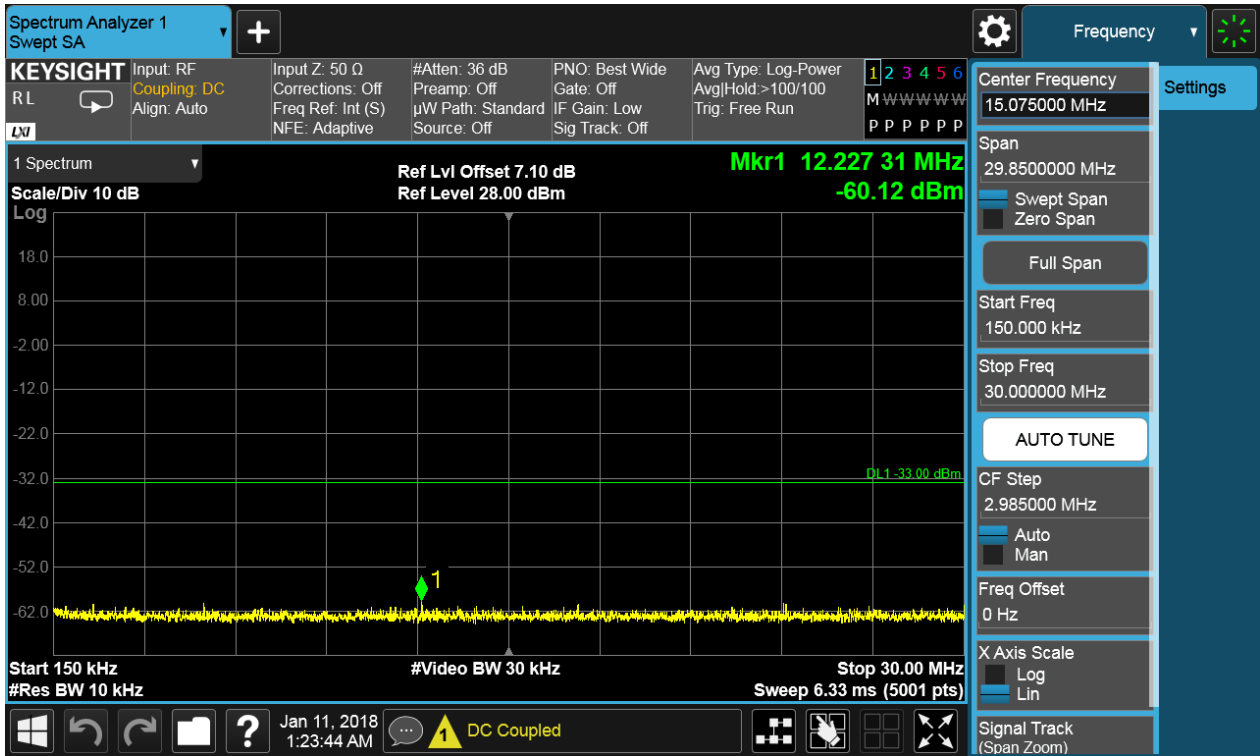 Spectrum Analyzer 1
Swept SA
+
Frequency
KEYSIGHT
R L
LXI
Input: RF
Coupling: DC
Align: Auto
Input Z: 50 Ω
Corrections: Off
Freq Ref: Int (S)
NFE: Adaptive
#Atten: 36 dB
Preamp: Off
µW Path: Standard
Source: Off
PNO: Best Wide
Gate: Off
IF Gain: Low
Sig Track: Off
Avg Type: Log-Power
Avg|Hold:>100/100
Trig: Free Run
1 2 3 4 5 6
M W W W W W
P P P P P P
1 Spectrum
Scale/Div 10 dB
Log
Ref Lvl Offset 7.10 dB
Ref Level 28.00 dBm
Mkr1 12.227 31 MHz
-60.12 dBm
18.0
8.00
-2.00
-12.0
-22.0
-32.0
-42.0
-52.0
-62.0
DL1 -33.00 dBm
1
Start 150 kHz
#Res BW 10 kHz
#Video BW 30 kHz
Stop 30.00 MHz
Sweep 6.33 ms (5001 pts)
Center Frequency
15.075000 MHz
Span
29.8500000 MHz
Swept Span
Zero Span
Full Span
Start Freq
150.000 kHz
Stop Freq
30.000000 MHz
AUTO TUNE
CF Step
2.985000 MHz
Auto
Man
Freq Offset
0 Hz
X Axis Scale
Log
Lin
Signal Track
(Span Zoom)
Settings
?
Jan 11, 2018
1:23:44 AM
1
DC Coupled